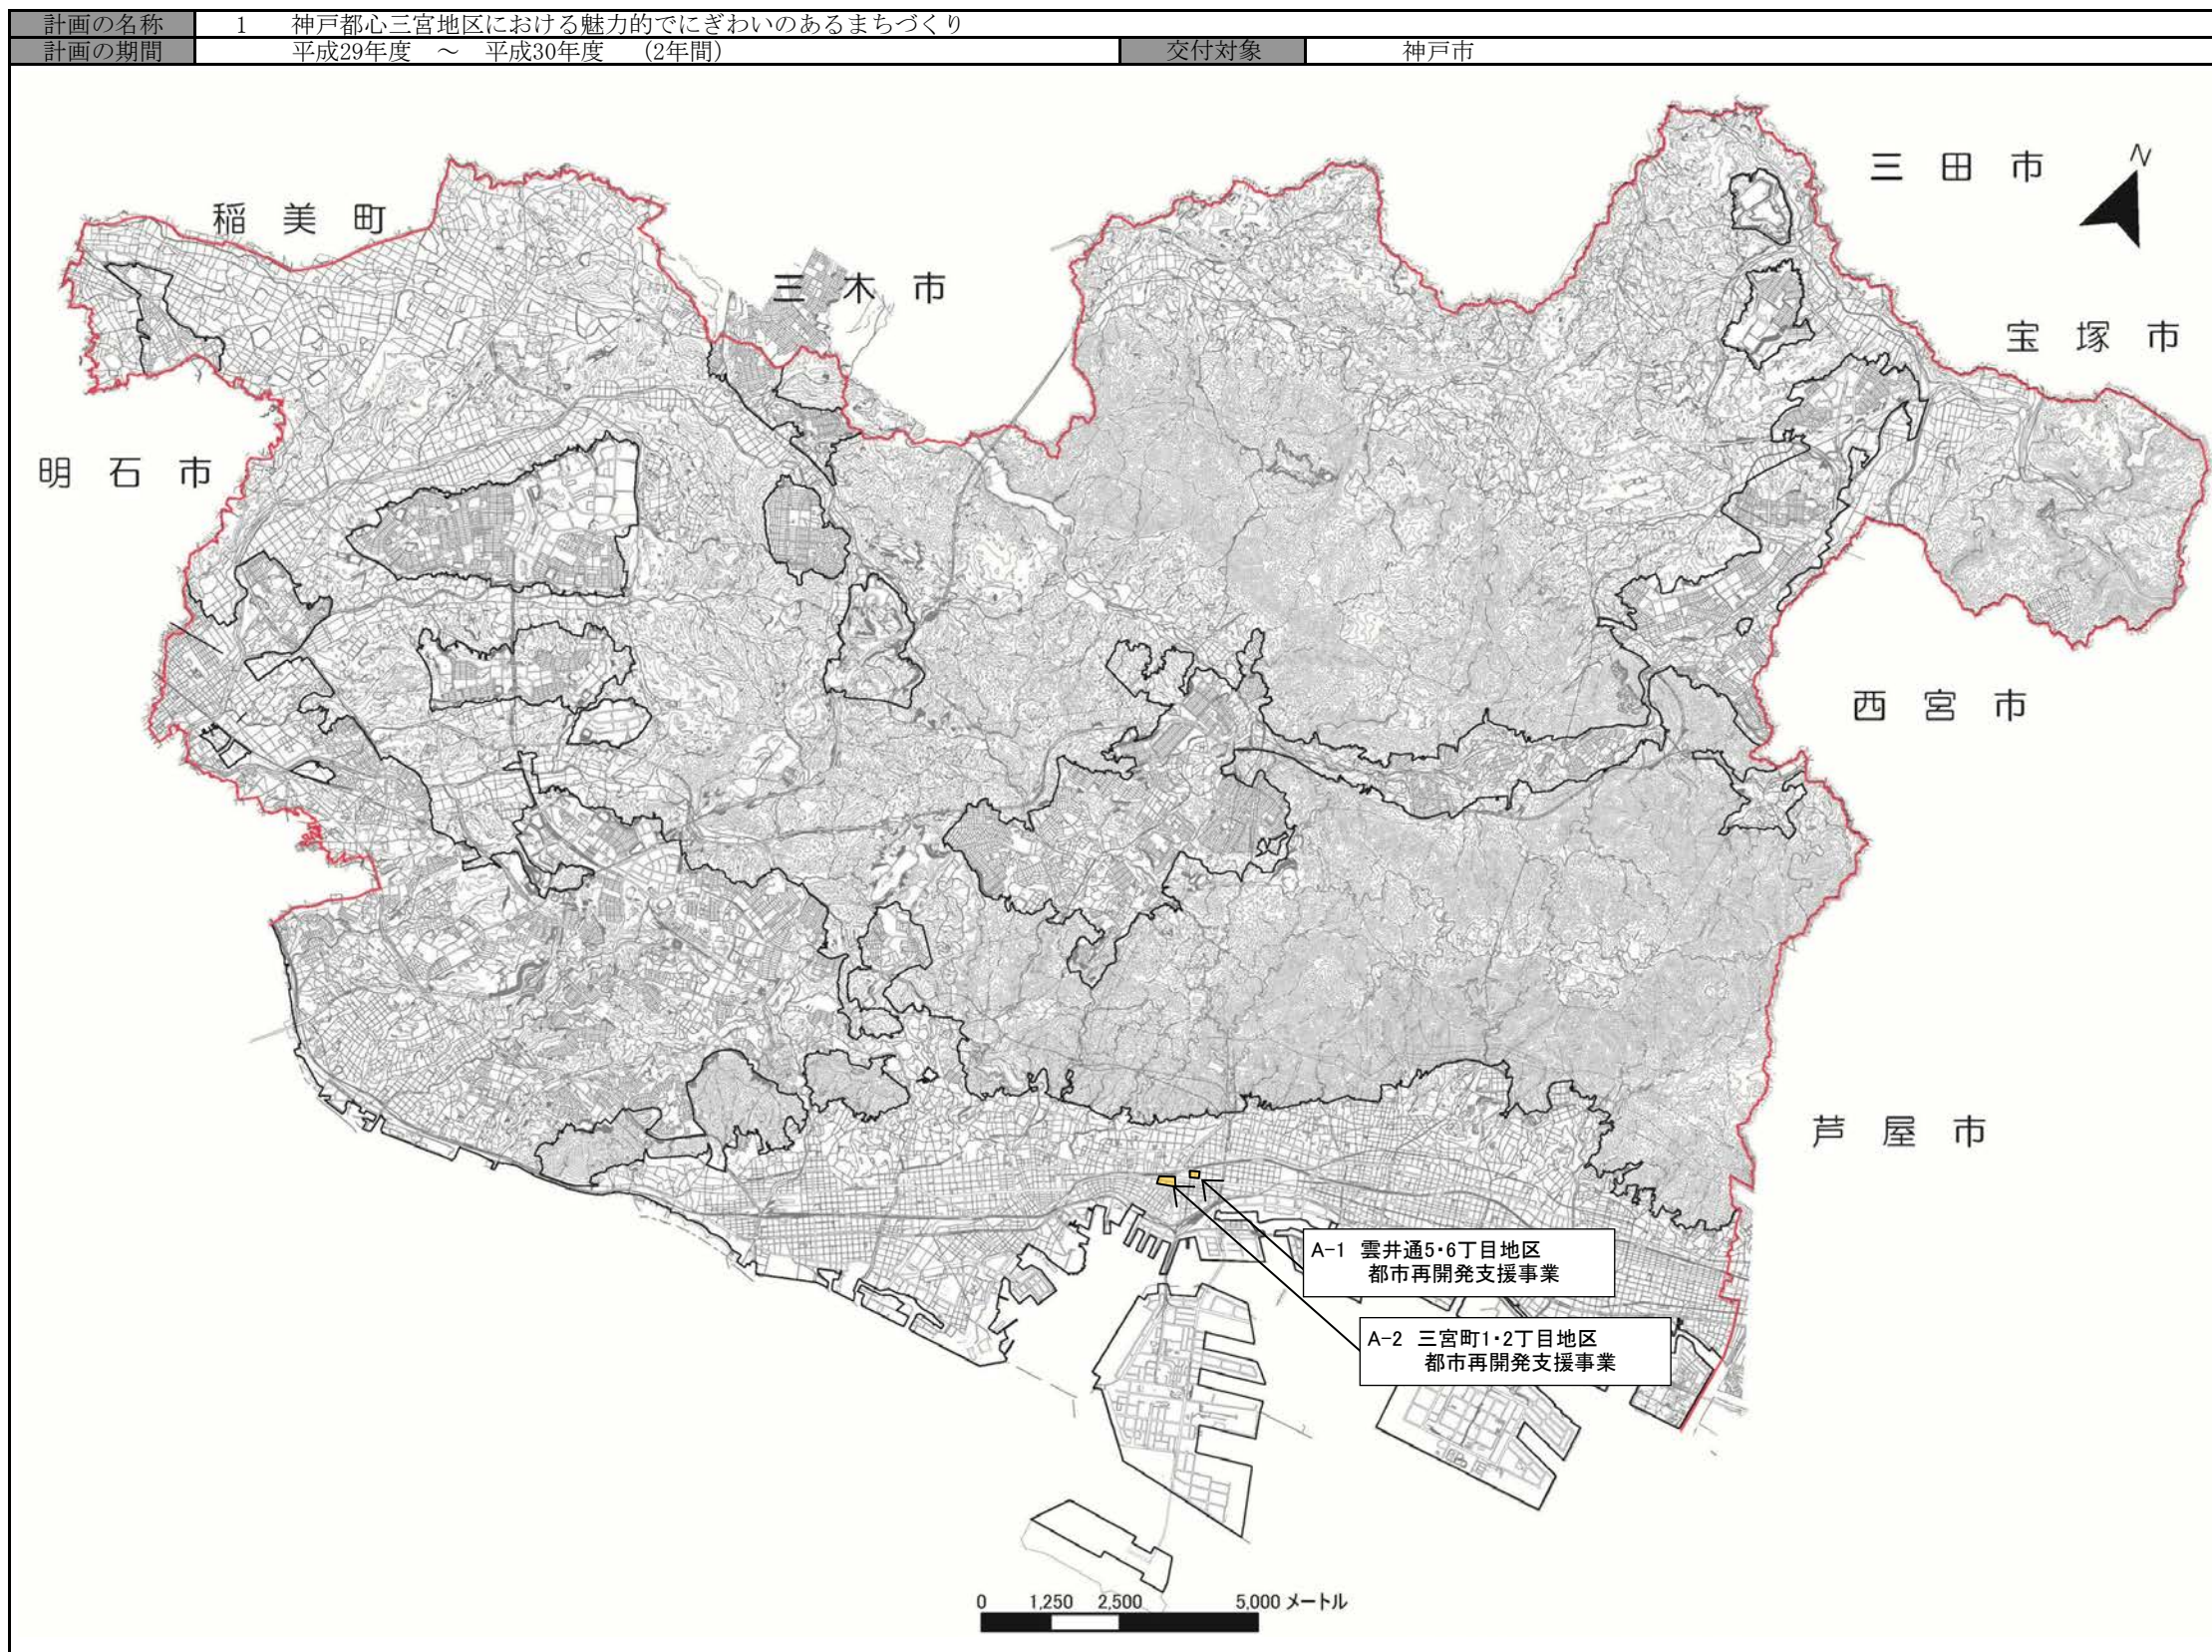 計画の名称 1 神戸都心三宮地区における魅力的でにぎわいのあるまちづくり
計画の期間 平成29年度 ～ 平成30年度 （2年間） 交付対象 神戸市
三田市
N
稲美町
三木市
宝塚市
明石市
西宮市
芦屋市
A-1 雲井通5・6丁目地区
都市再開発支援事業
A-2 三宮町1・2丁目地区
都市再開発支援事業
0 1,250 2,500 5,000 メートル